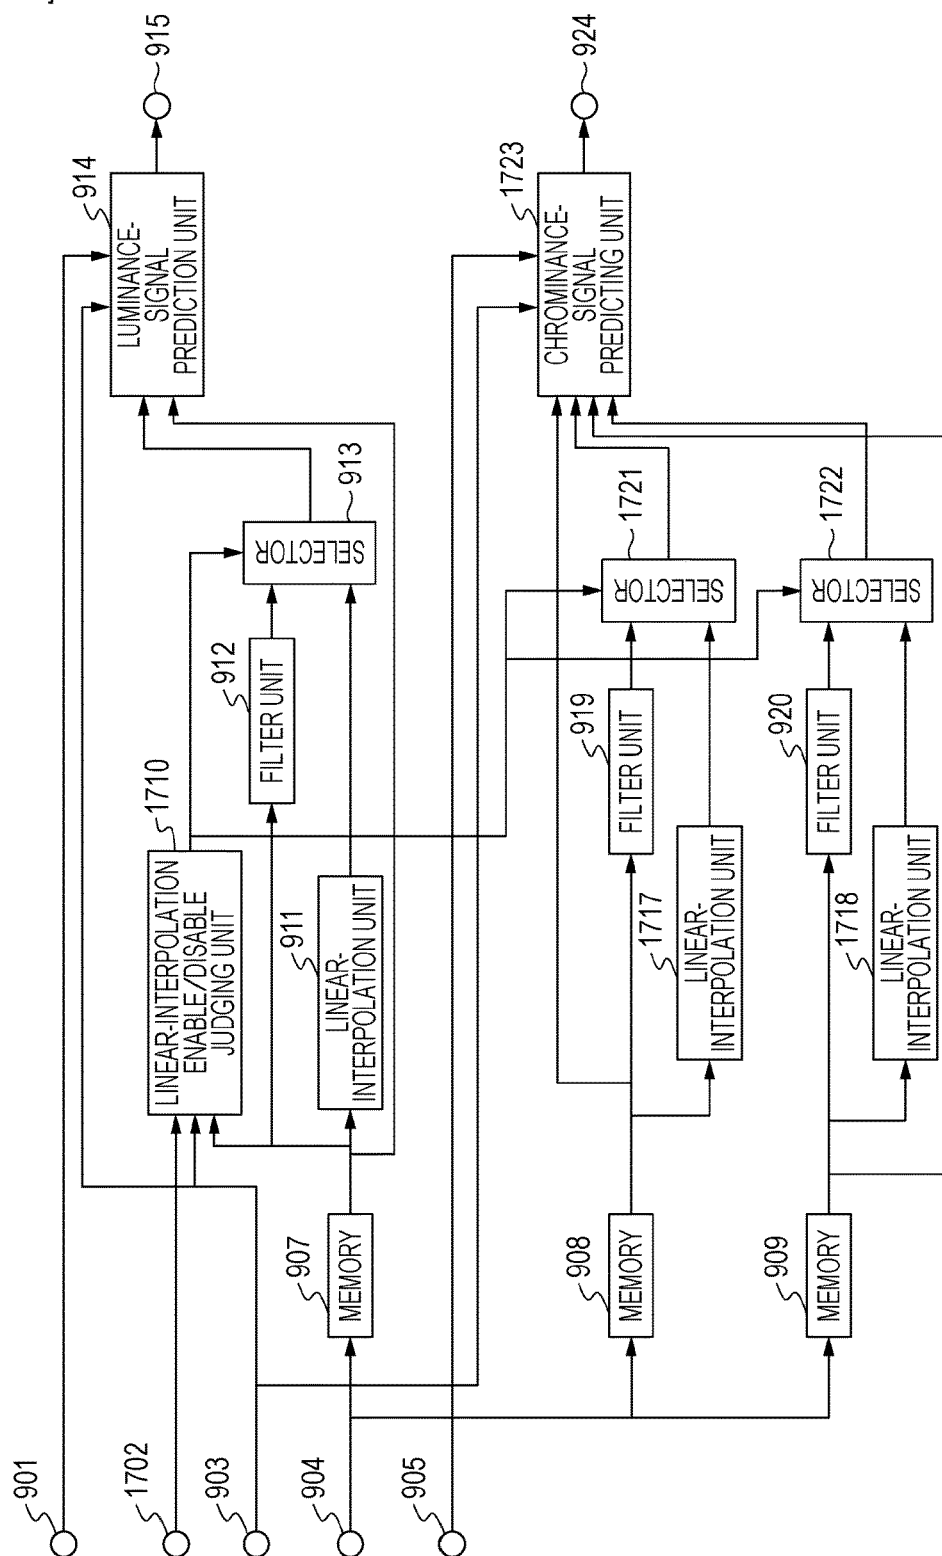 ]
901
1702
903
904
905
907
MEMORY
908
MEMORY
909
MEMORY
1710
LINEAR-INTERPOLATION
ENABLE/DISABLE
JUDGING UNIT
911
LINEAR-
INTERPOLATION UNIT
912
FILTER UNIT
913
SELECTOR
914
LUMINANCE-
SIGNAL
PREDICTION UNIT
915
1717
LINEAR-
INTERPOLATION UNIT
1718
LINEAR-
INTERPOLATION UNIT
919
FILTER UNIT
920
FILTER UNIT
1721
SELECTOR
1722
SELECTOR
1723
CHROMINANCE-
SIGNAL
PREDICTING UNIT
924